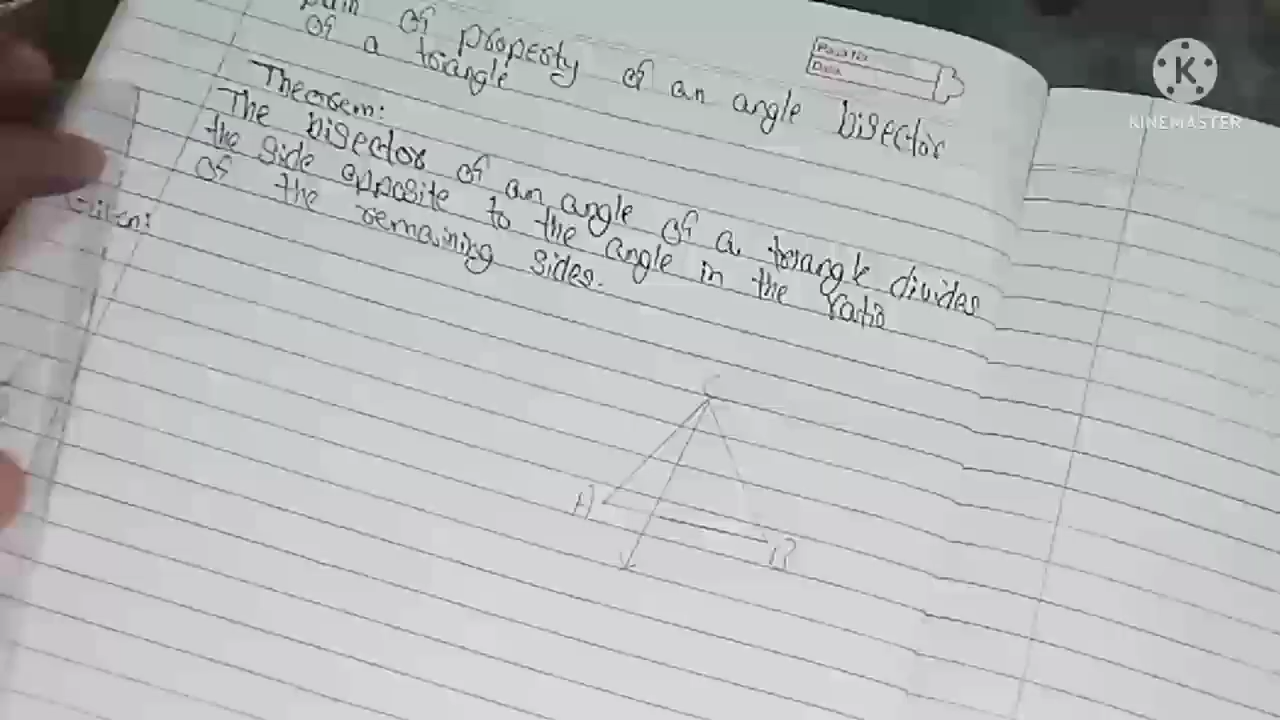 of property of an angle bisector
of a triangle
Theorem:
The bisector of an angle of a triangle divides
the side opposite to the angle in the ratio
of the remaining sides.
Given:
C
A
B
KINEMASTER